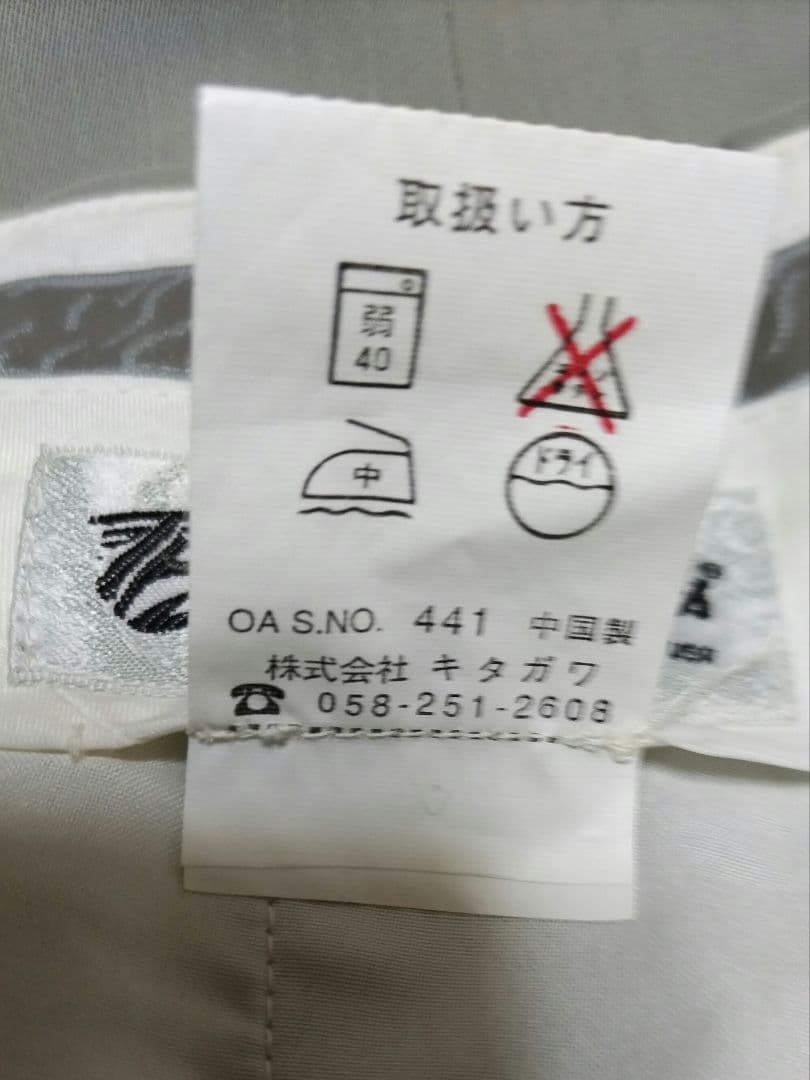 取扱い方
弱
40
中
ドライ
OA S.NO. 441 中国製
株式会社 キタガワ
☎ 058-251-2608
USA